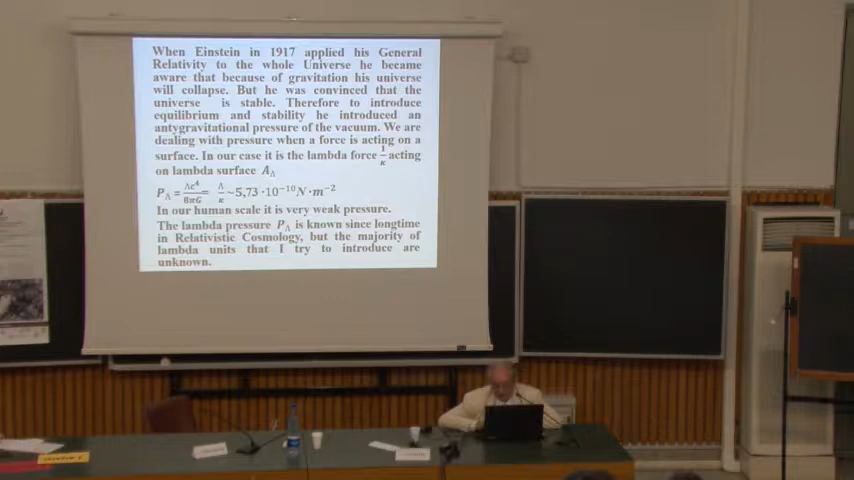 When Einstein in 1917 applied his General
Relativity to the whole Universe he became
aware that because of gravitation his universe
will collapse. But he was convinced that the
universe is stable. Therefore to introduce
equilibrium and stability he introduced an
antygravitational pressure of the vacuum. We are
dealing with pressure when a force is acting on a
surface. In our case it is the lambda force 1/κ acting
on lambda surface A_Λ
P_Λ = Λc⁴/8πG = Λ/κ ~5,73 · 10⁻¹⁰ N · m⁻²
In our human scale it is very weak pressure.
The lambda pressure P_Λ is known since longtime
in Relativistic Cosmology, but the majority of
lambda units that I try to introduce are
unknown.